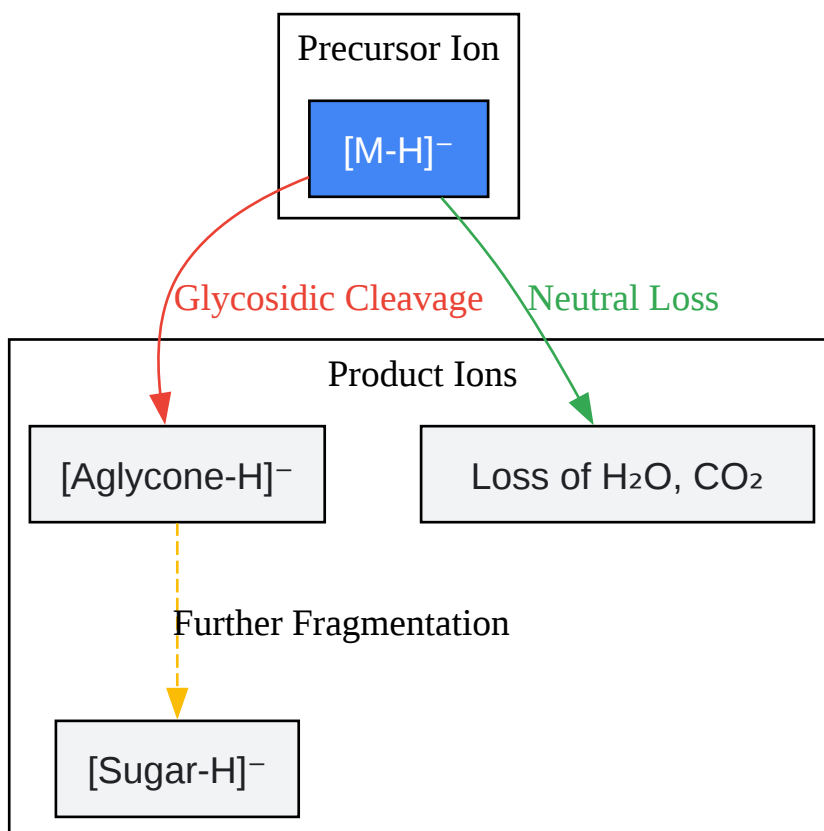 Precursor Ion
[M-H]⁻
Glycosidic Cleavage
Neutral Loss
Product Ions
[Aglycone-H]⁻
Loss of H₂O, CO₂
Further Fragmentation
[Sugar-H]⁻